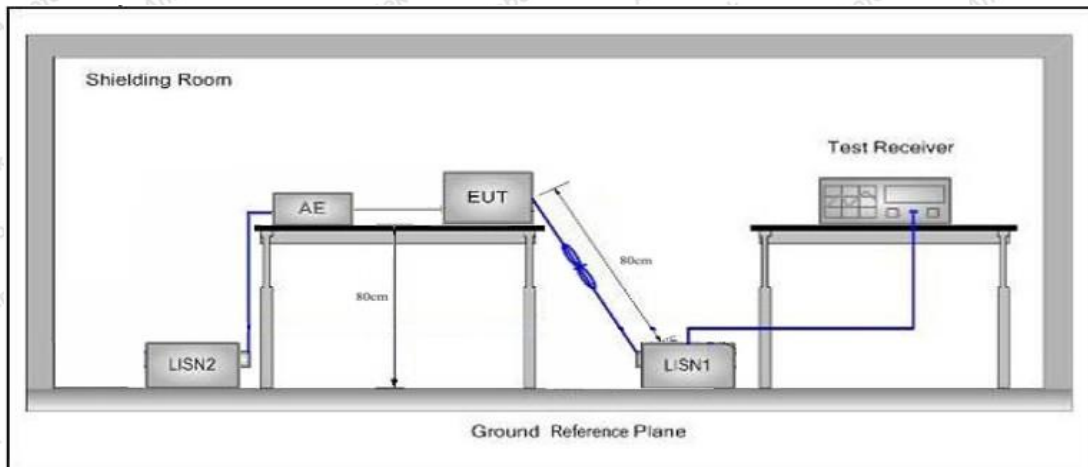 Shielding Room
Test Receiver
EUT
AE
80cm
80cm
LISN2
LISN1
Ground Reference Plane